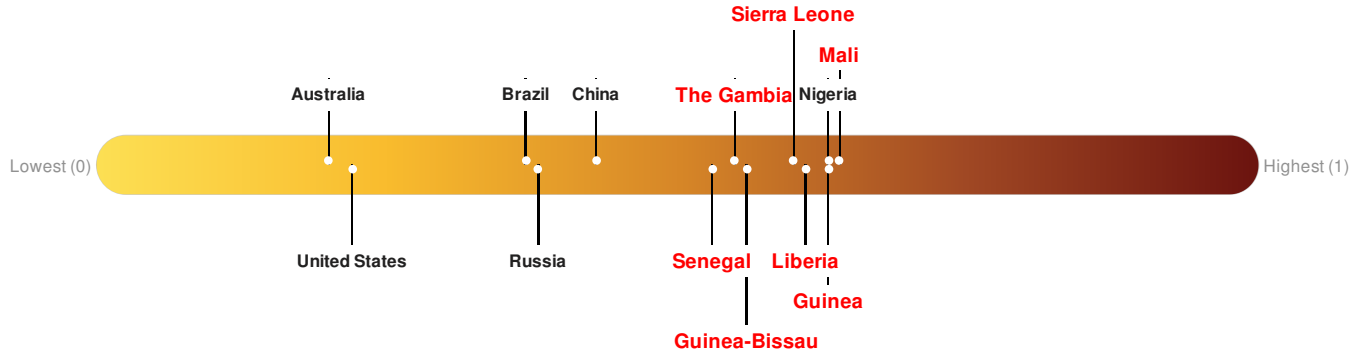 Sierra Leone
Mali
Australia
Brazil
China
The Gambia
Nigeria
Lowest (0)
Highest (1)
United States
Russia
Senegal
Liberia
Guinea
Guinea-Bissau